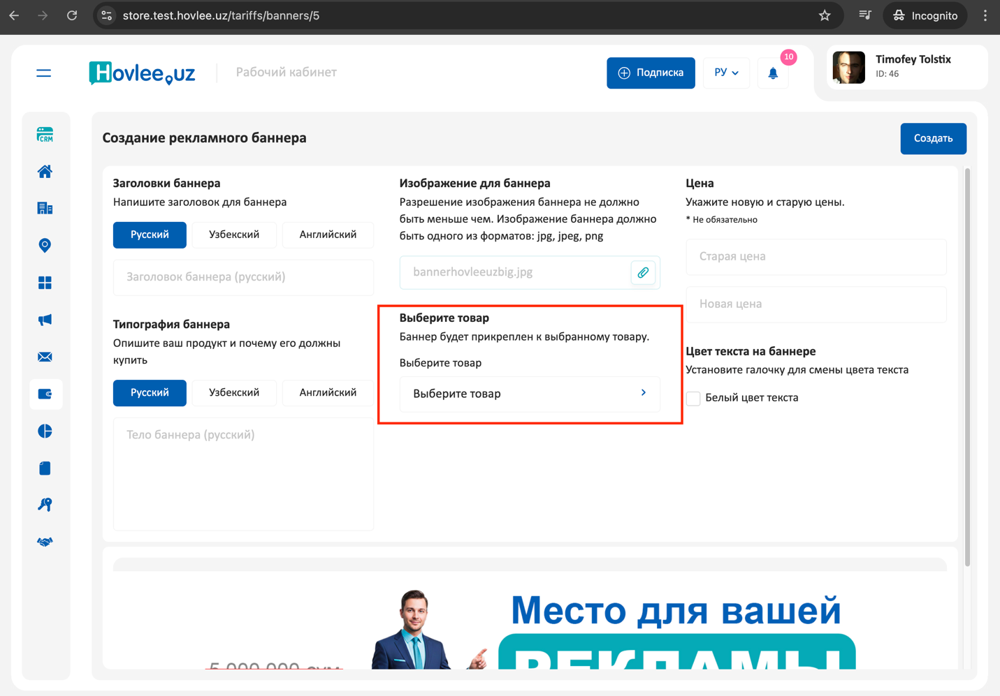 store.test.hovlee.uz/tariffs/banners/5
Incognito
Hovlee.uz
Рабочий кабинет
Подписка
РУ
10
Timofey Tolstix
ID: 46
CRM
Создание рекламного баннера
Создать
Заголовки баннера
Напишите заголовок для баннера
Русский
Узбекский
Английский
Заголовок баннера (русский)
Типография баннера
Опишите ваш продукт и почему его должны
купить
Русский
Узбекский
Английский
Тело баннера (русский)
Изображение для баннера
Разрешение изображения баннера не должно
быть меньше чем. Изображение баннера должно
быть одного из форматов: jpg, jpeg, png
bannerhovleeuzbig.jpg
Выберите товар
Баннер будет прикреплен к выбранному товару.
Выберите товар
Выберите товар
Цена
Укажите новую и старую цены.
* Не обязательно
Старая цена
Новая цена
Цвет текста на баннере
Установите галочку для смены цвета текста
Белый цвет текста
Место для вашей
РЕКЛАМЫ
5 000 000 сум